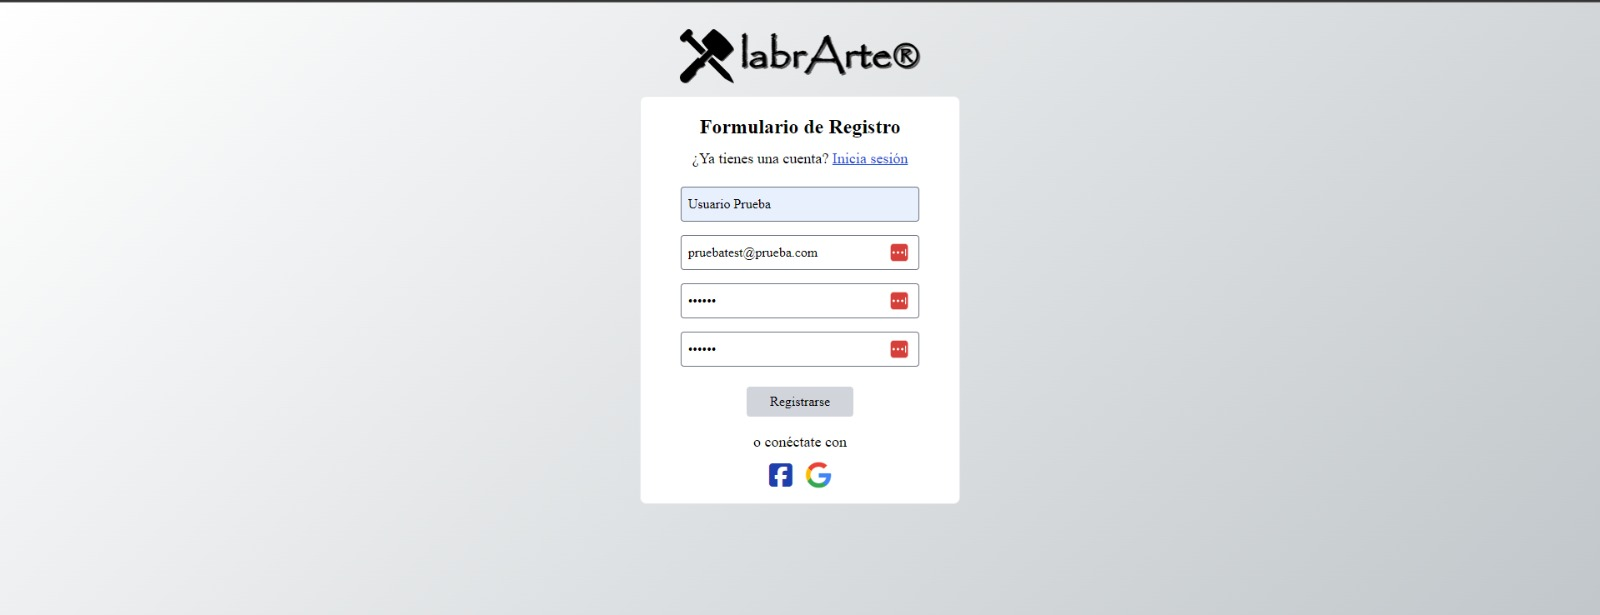 labrArte®
Formulario de Registro
¿Ya tienes una cuenta? Inicia sesión
Usuario Prueba
pruebatest@prueba.com
••••••
••••••
Registrarse
o conéctate con